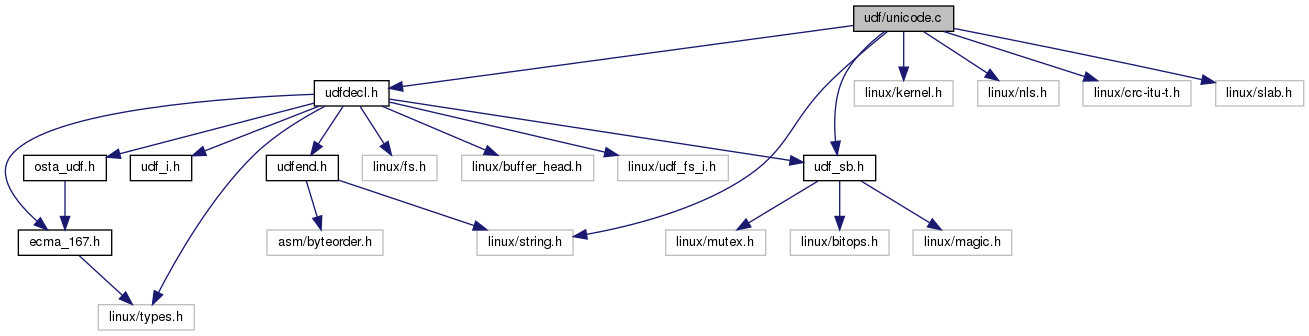 udf/unicode.c
udfdecl.h
linux/kernel.h
linux/nls.h
linux/crc-itu-t.h
linux/slab.h
osta_udf.h
udf_i.h
udfend.h
linux/fs.h
linux/buffer_head.h
linux/udf_fs_i.h
udf_sb.h
ecma_167.h
asm/byteorder.h
linux/string.h
linux/mutex.h
linux/bitops.h
linux/magic.h
linux/types.h